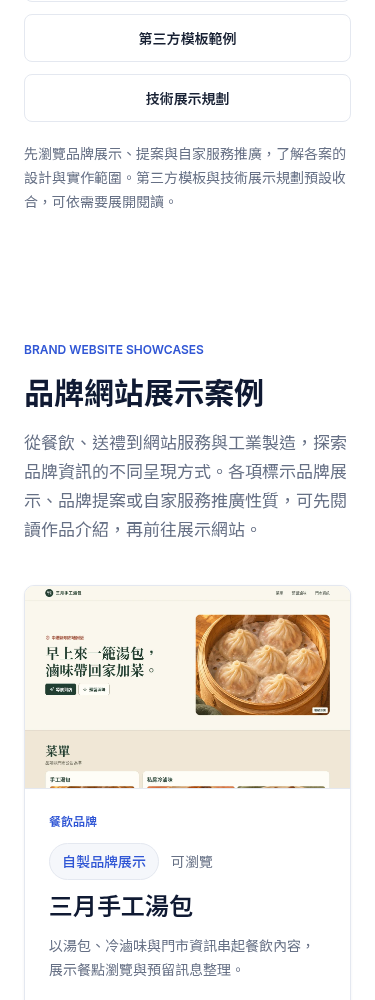 第三方模板範例
技術展示規劃
先瀏覽品牌展示、提案與自家服務推廣，了解各案的
設計與實作範圍。第三方模板與技術展示規劃預設收
合，可依需要展開閱讀。
BRAND WEBSITE SHOWCASES
品牌網站展示案例
從餐飲、送禮到網站服務與工業製造，探索
品牌資訊的不同呈現方式。各項標示品牌展
示、品牌提案或自家服務推廣性質，可先閱
讀作品介紹，再前往展示網站。
三月手工湯包
早上來一籠湯包，
滷味帶回家加菜。
菜單
手工湯包
私房冷滷味
餐飲品牌
自製品牌展示
可瀏覽
三月手工湯包
以湯包、冷滷味與門市資訊串起餐飲內容，
展示餐點瀏覽與預留訊息整理。